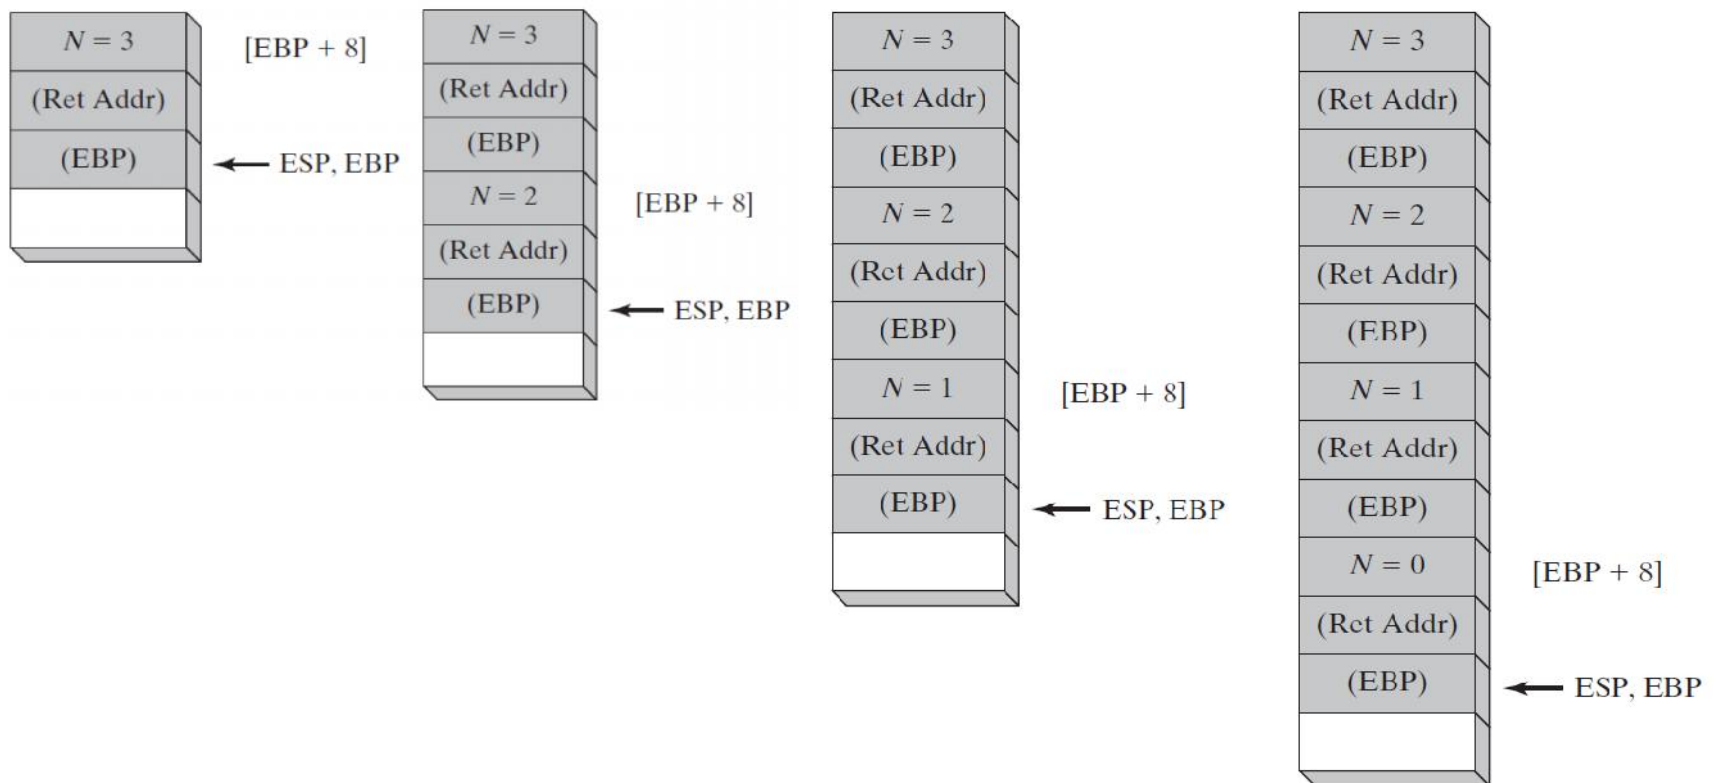 N = 3
(Ret Addr)
(EBP)
[EBP + 8]
ESP, EBP
N = 3
(Ret Addr)
(EBP)
N = 2
(Ret Addr)
(EBP)
[EBP + 8]
ESP, EBP
N = 3
(Ret Addr)
(EBP)
N = 2
(Ret Addr)
(EBP)
N = 1
(Ret Addr)
(EBP)
[EBP + 8]
ESP, EBP
N = 3
(Ret Addr)
(EBP)
N = 2
(Ret Addr)
(EBP)
N = 1
(Ret Addr)
(EBP)
N = 0
(Ret Addr)
(EBP)
[EBP + 8]
ESP, EBP